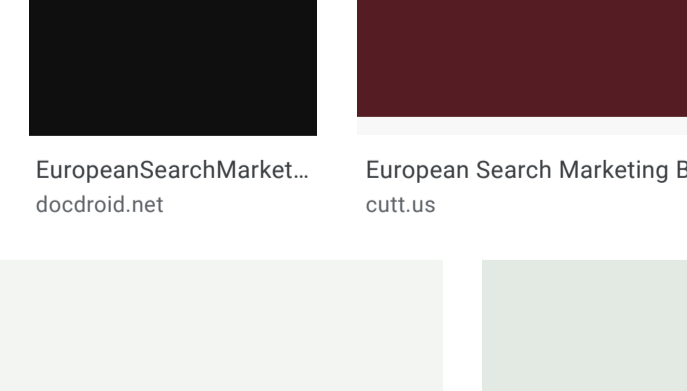 EuropeanSearchMarket...
docdroid.net
European Search Marketing B
cutt.us